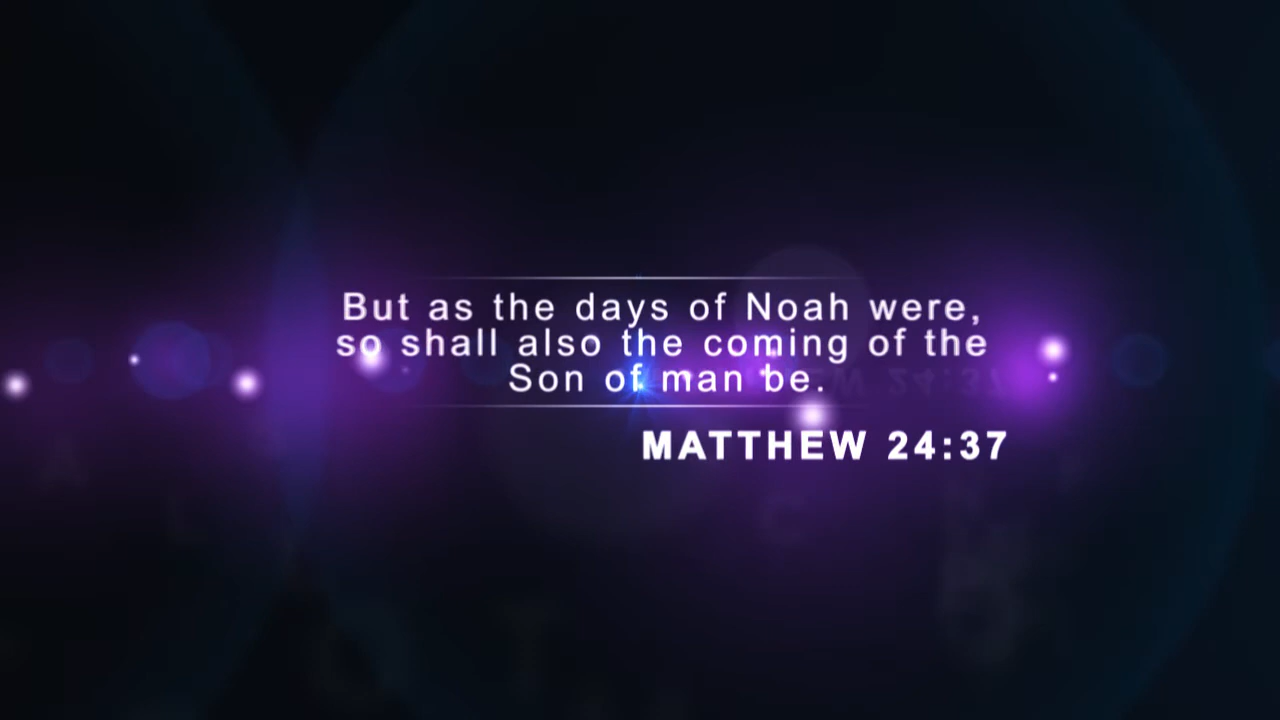 But as the days of Noah were,
so shall also the coming of the
Son of man be.
MATTHEW 24:37